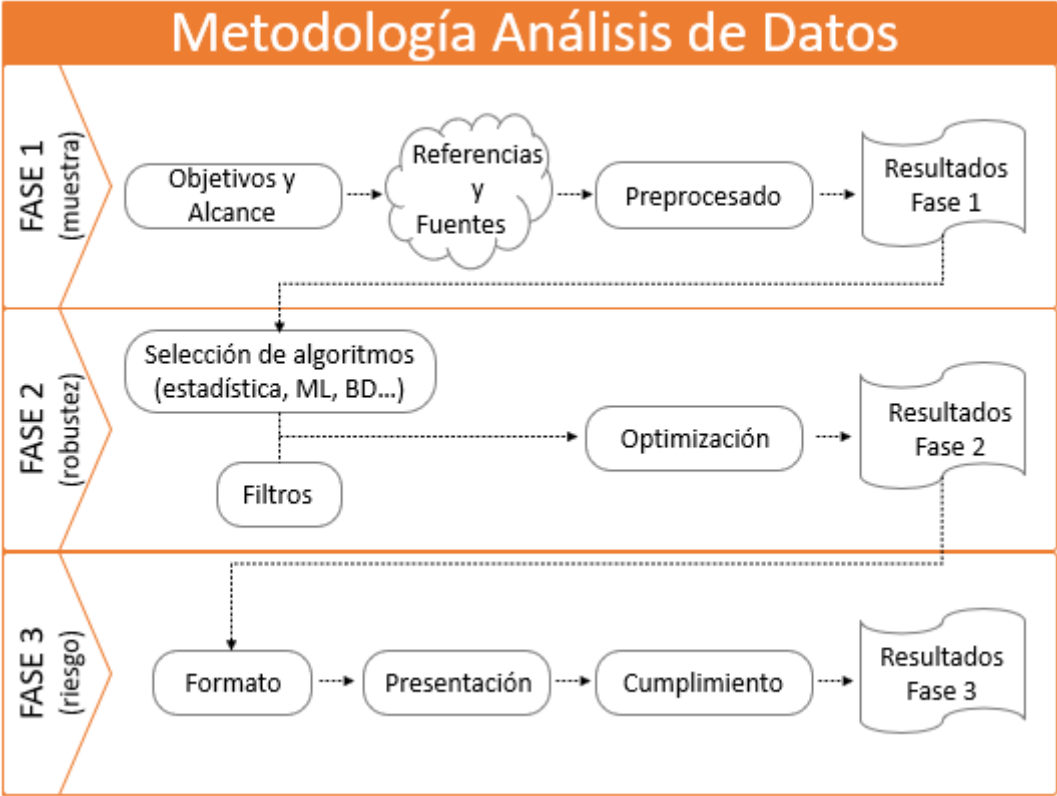 Metodología Análisis de Datos
FASE 1
(muestra)
Objetivos y
Alcance
Referencias
y
Fuentes
Preprocesado
Resultados
Fase 1
FASE 2
(robustez)
Selección de algoritmos
(estadística, ML, BD...)
Filtros
Optimización
Resultados
Fase 2
FASE 3
(riesgo)
Formato
Presentación
Cumplimiento
Resultados
Fase 3